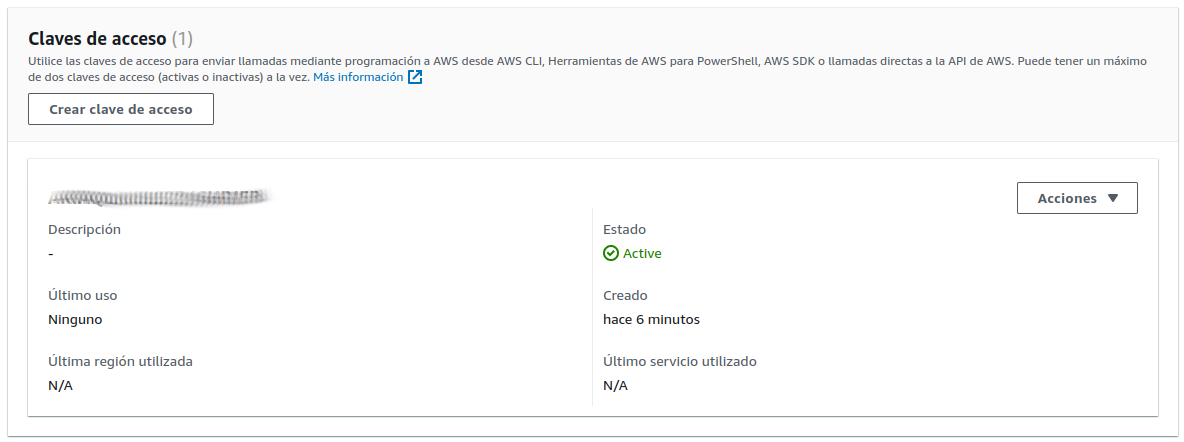 Claves de acceso (1)
Utilice las claves de acceso para enviar llamadas mediante programación a AWS desde AWS CLI, Herramientas de AWS para PowerShell, AWS SDK o llamadas directas a la API de AWS. Puede tener un máximo
de dos claves de acceso (activas o inactivas) a la vez. Más información
Crear clave de acceso
Acciones
Descripción
-
Estado
Active
Último uso
Ninguno
Creado
hace 6 minutos
Última región utilizada
N/A
Último servicio utilizado
N/A